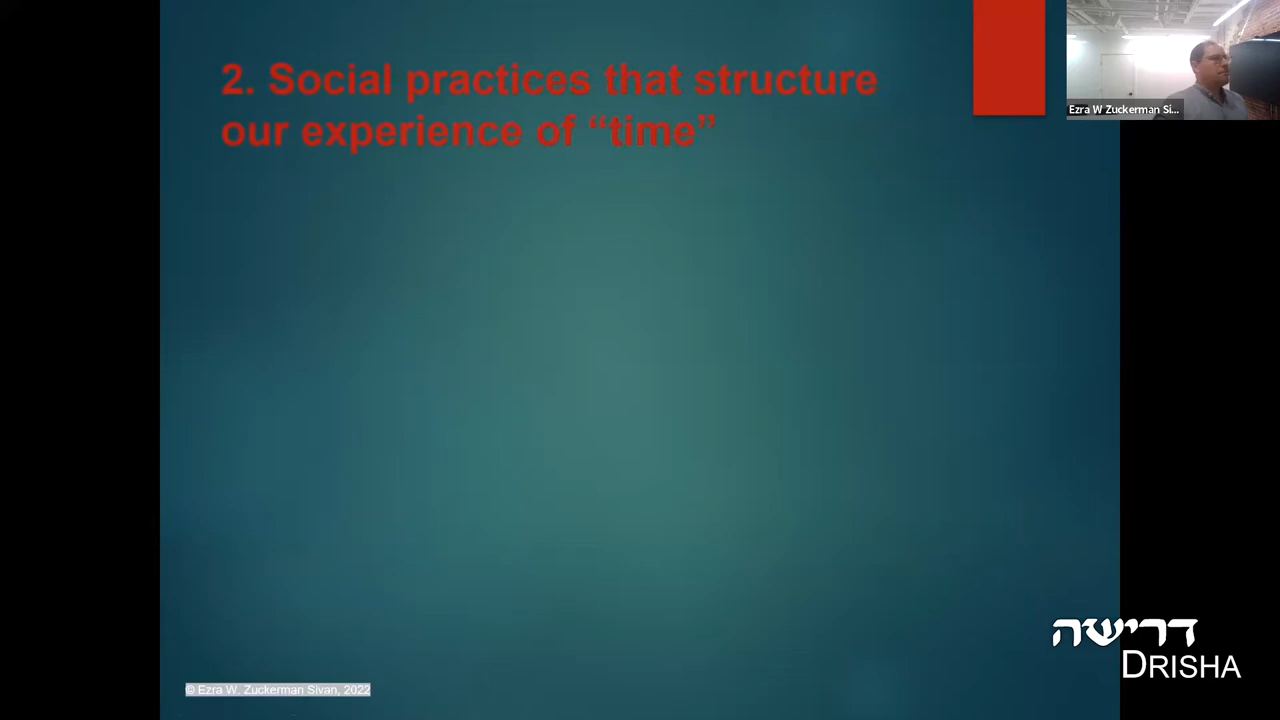 2. Social practices that structure
our experience of “time”
Ezra W Zuckerman Si...
דרישה
DRISHA
© Ezra W. Zuckerman Sivan, 2022